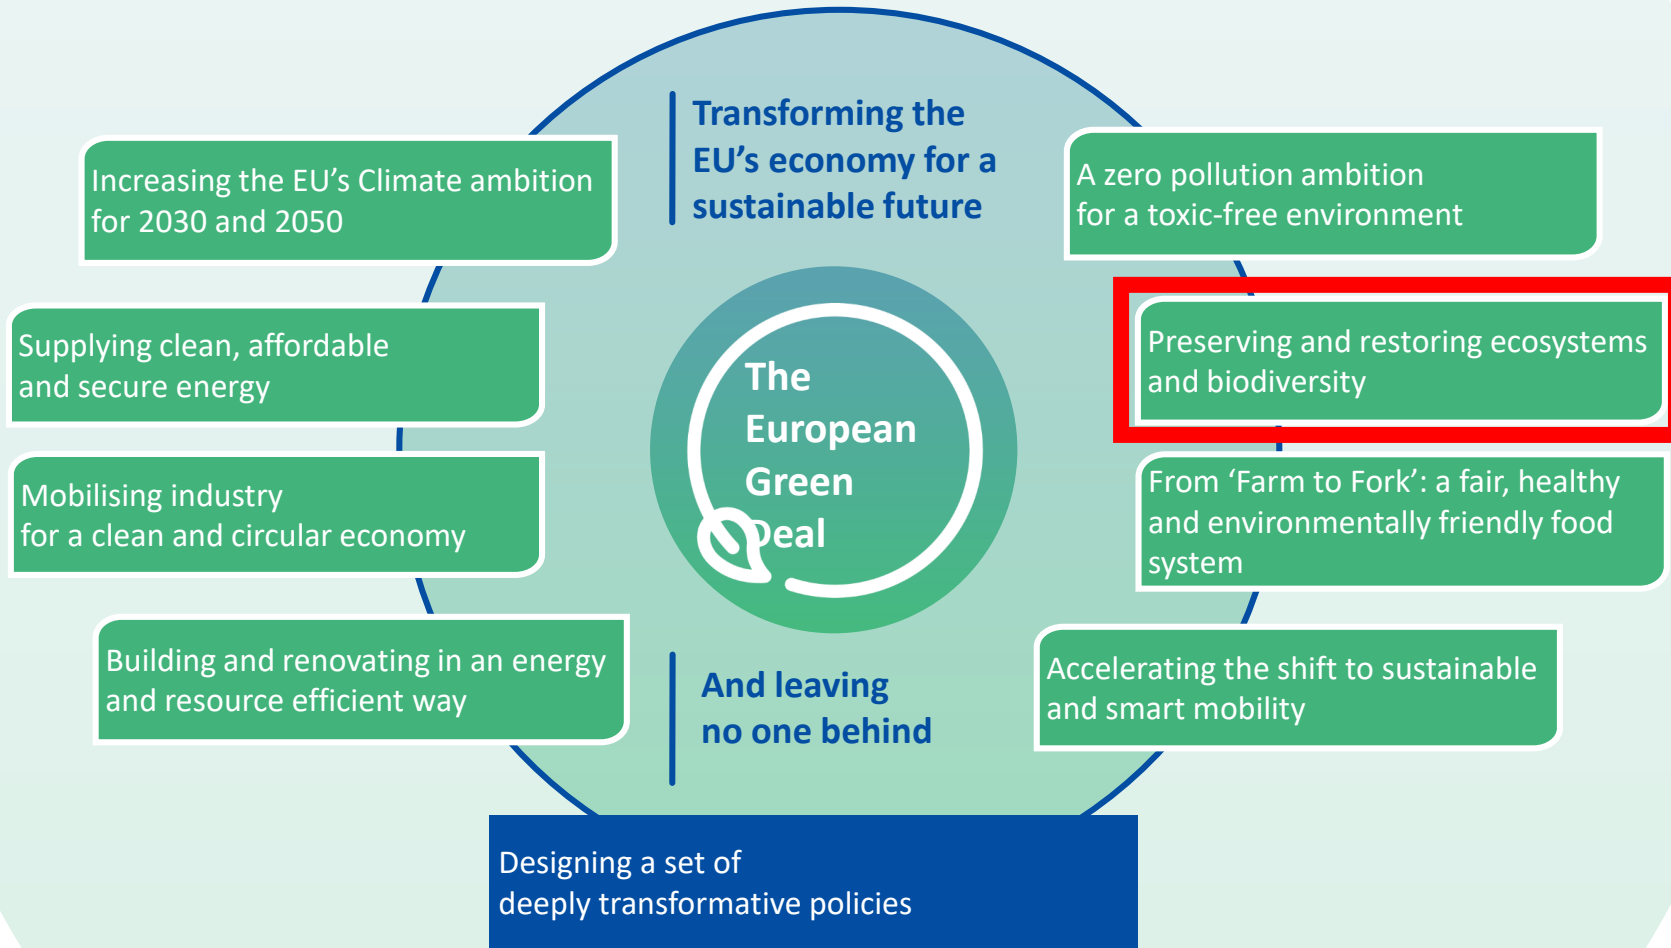 Transforming the
EU's economy for a
sustainable future
Increasing the EU's Climate ambition
for 2030 and 2050
Supplying clean, affordable
and secure energy
Mobilising industry
for a clean and circular economy
Building and renovating in an energy
and resource efficient way
The
European
Green
Deal
A zero pollution ambition
for a toxic-free environment
Preserving and restoring ecosystems
and biodiversity
From ‘Farm to Fork’: a fair, healthy
and environmentally friendly food
system
Accelerating the shift to sustainable
and smart mobility
And leaving
no one behind
Designing a set of
deeply transformative policies